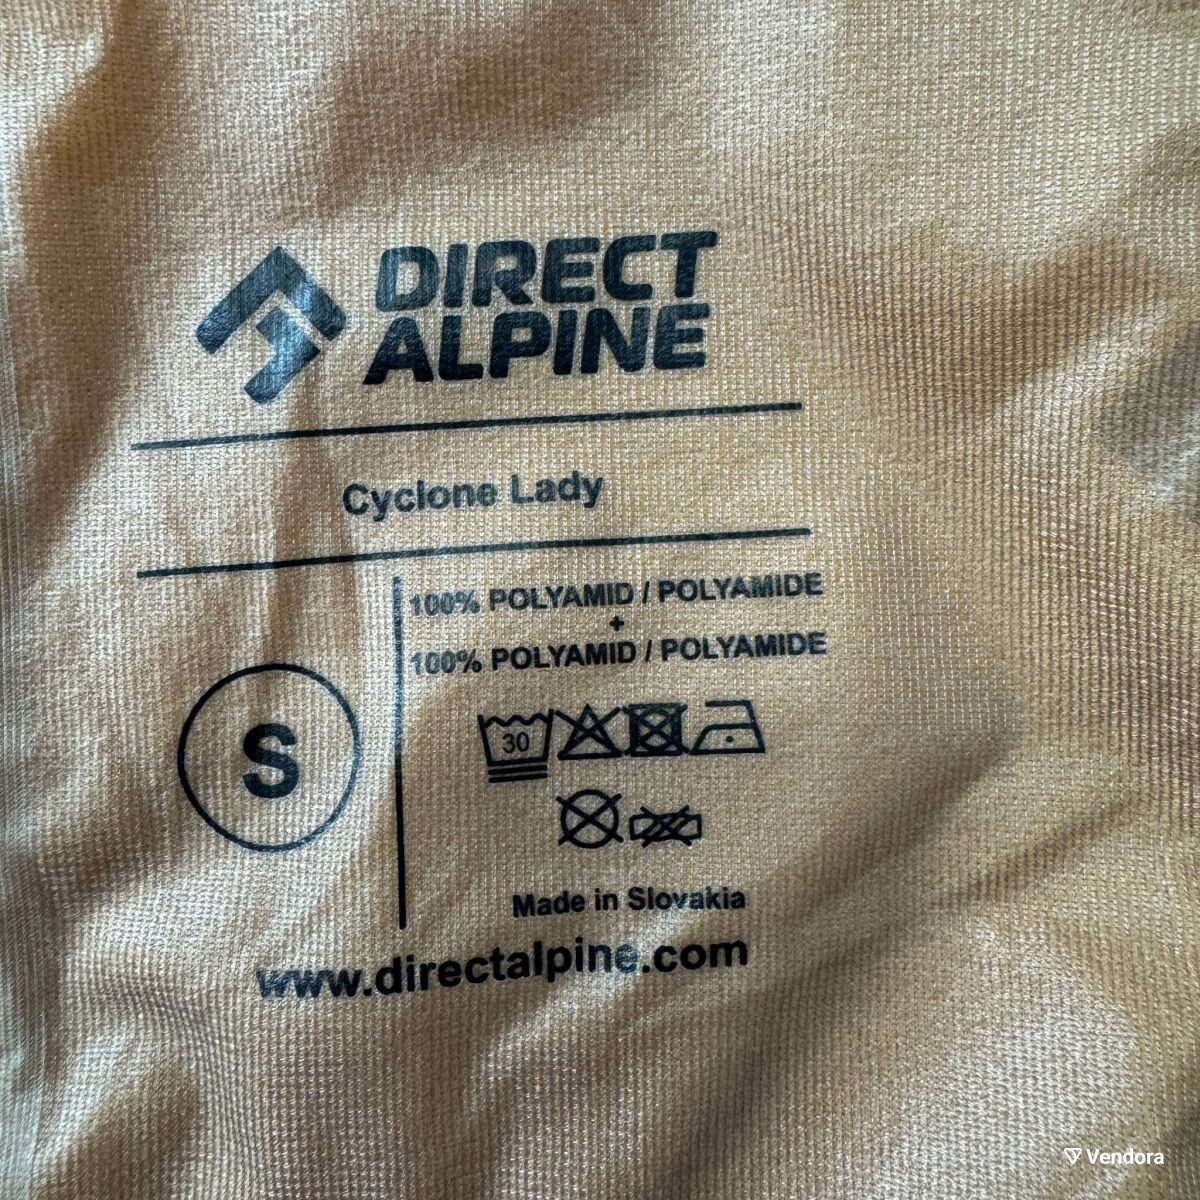 DIRECT
ALPINE
Cyclone Lady
100% POLYAMID / POLYAMIDE
+
100% POLYAMID / POLYAMIDE
S
30
Made in Slovakia
www.directalpine.com
Vendora